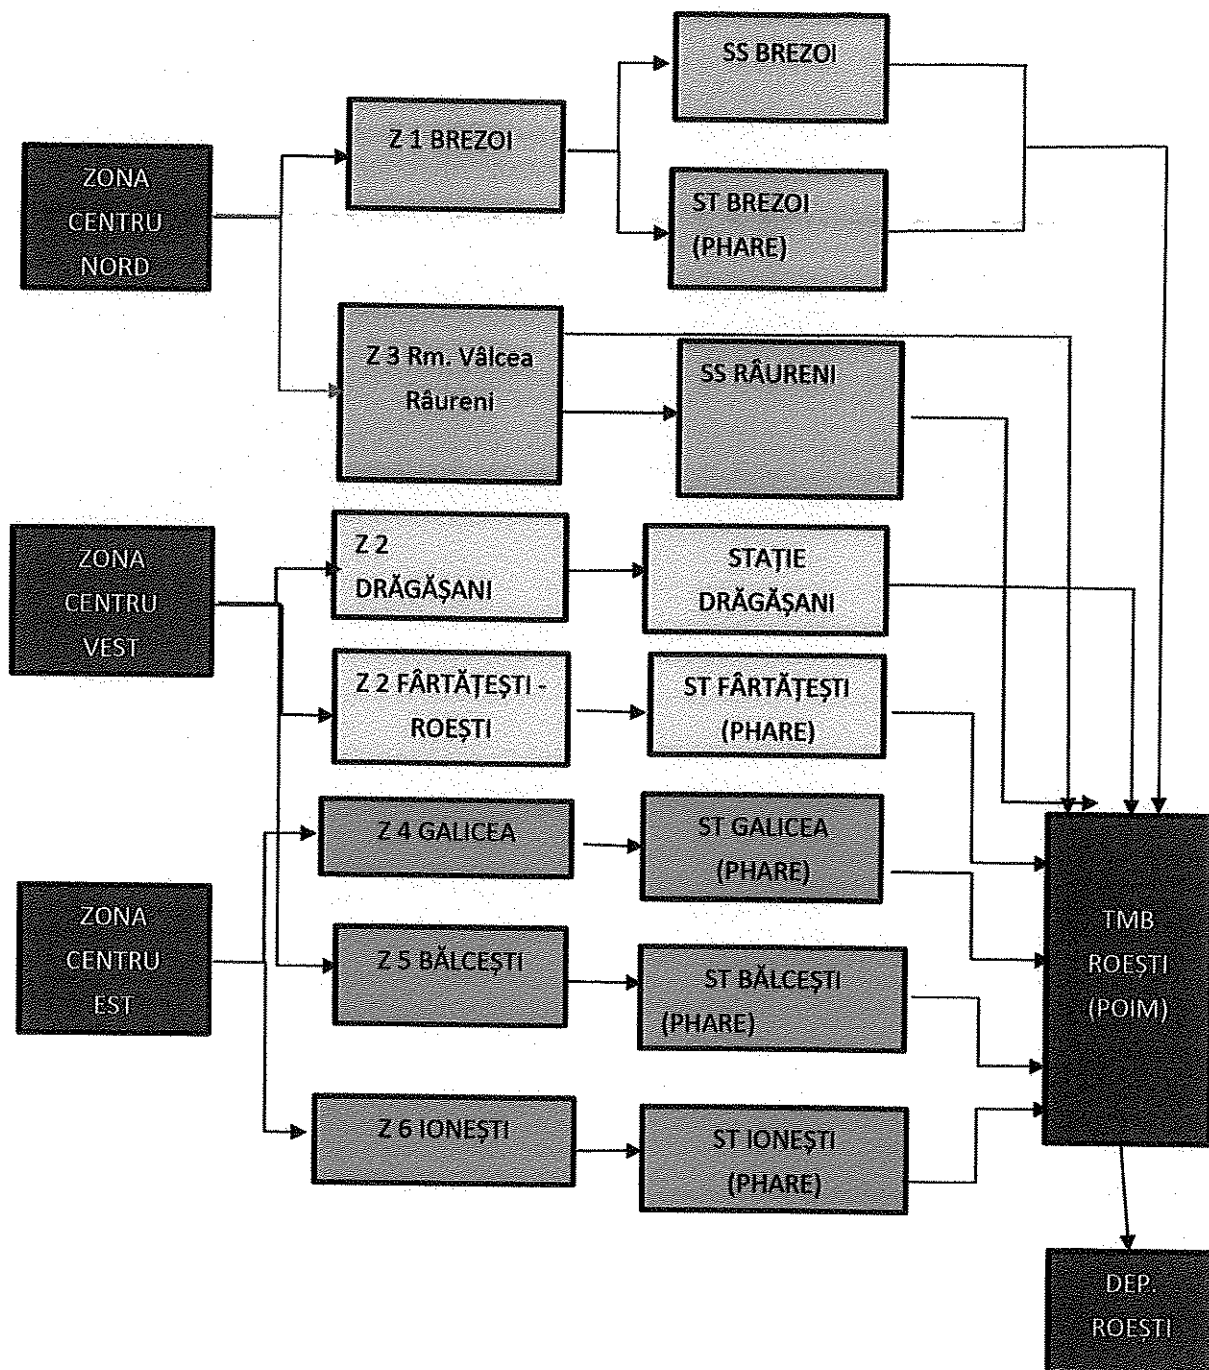 SS BREZOI
Z 1 BREZOI
ZONA
CENTRU
NORD
ST BREZOI
(PHARE)
Z 3 Rm. Vâlcea
Râureni
SS RÂURENI
ZONA
CENTRU
VEST
Z 2
DRĂGĂȘANI
STAȚIE
DRĂGĂȘANI
Z 2 FÂRTĂȚEȘTI -
ROEȘTI
ST FÂRTĂȚEȘTI
(PHARE)
Z 4 GALICEA
ST GALICEA
(PHARE)
ZONA
CENTRU
EST
Z 5 BĂLCEȘTI
ST BĂLCEȘTI
(PHARE)
TMB
ROEȘTI
(POIM)
Z 6 IONEȘTI
ST IONEȘTI
(PHARE)
DEP.
ROEȘTI